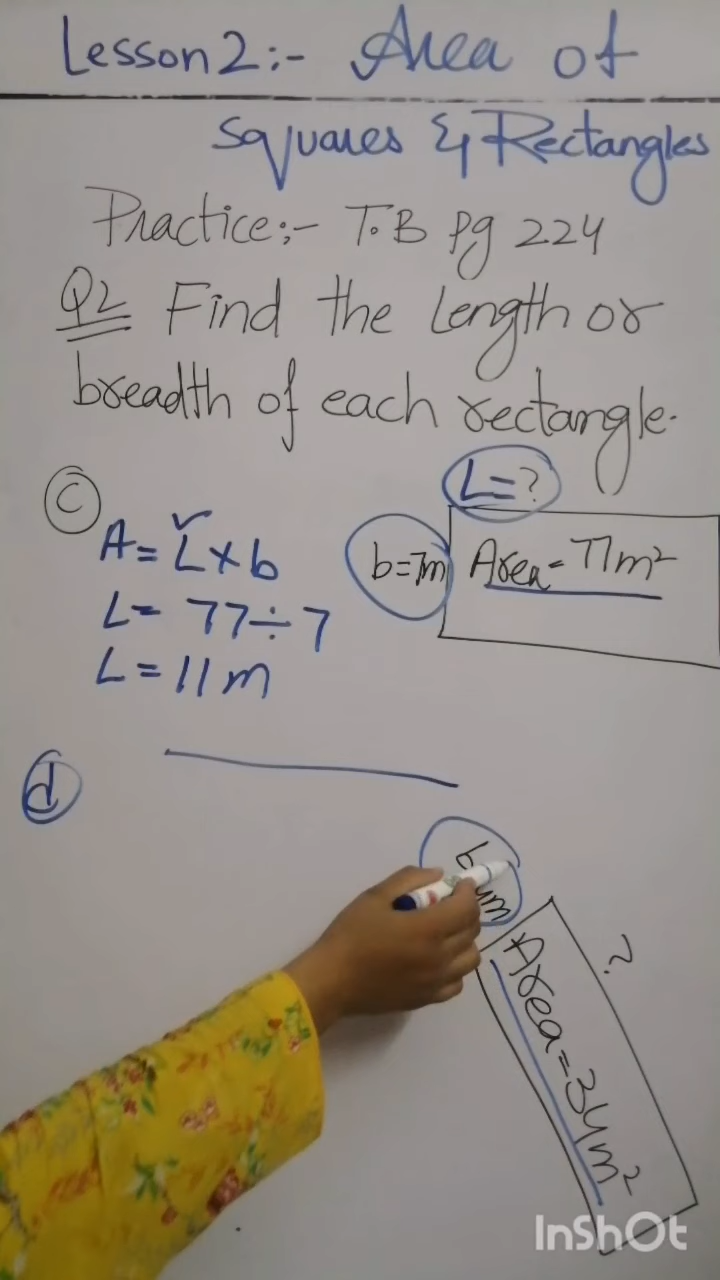 Lesson 2:- Area of
Squares & Rectangles
Practice:- T.B Pg 224
Q2 Find the length or
breadth of each rectangle.
L=?
c
b=7m
Area=77m²
A=L×b
L=77÷7
L=11m
d
b
m
?
Area=34m²
InShOt